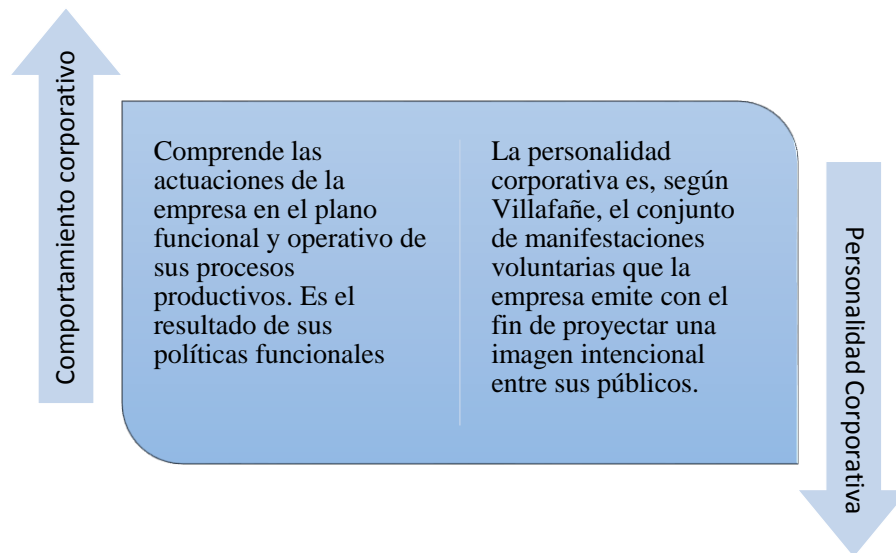 Comportamiento corporativo
Comprende las
actuaciones de la
empresa en el plano
funcional y operativo de
sus procesos
productivos. Es el
resultado de sus
políticas funcionales
La personalidad
corporativa es, según
Villafañe, el conjunto
de manifestaciones
voluntarias que la
empresa emite con el
fin de proyectar una
imagen intencional
entre sus públicos.
Personalidad Corporativa